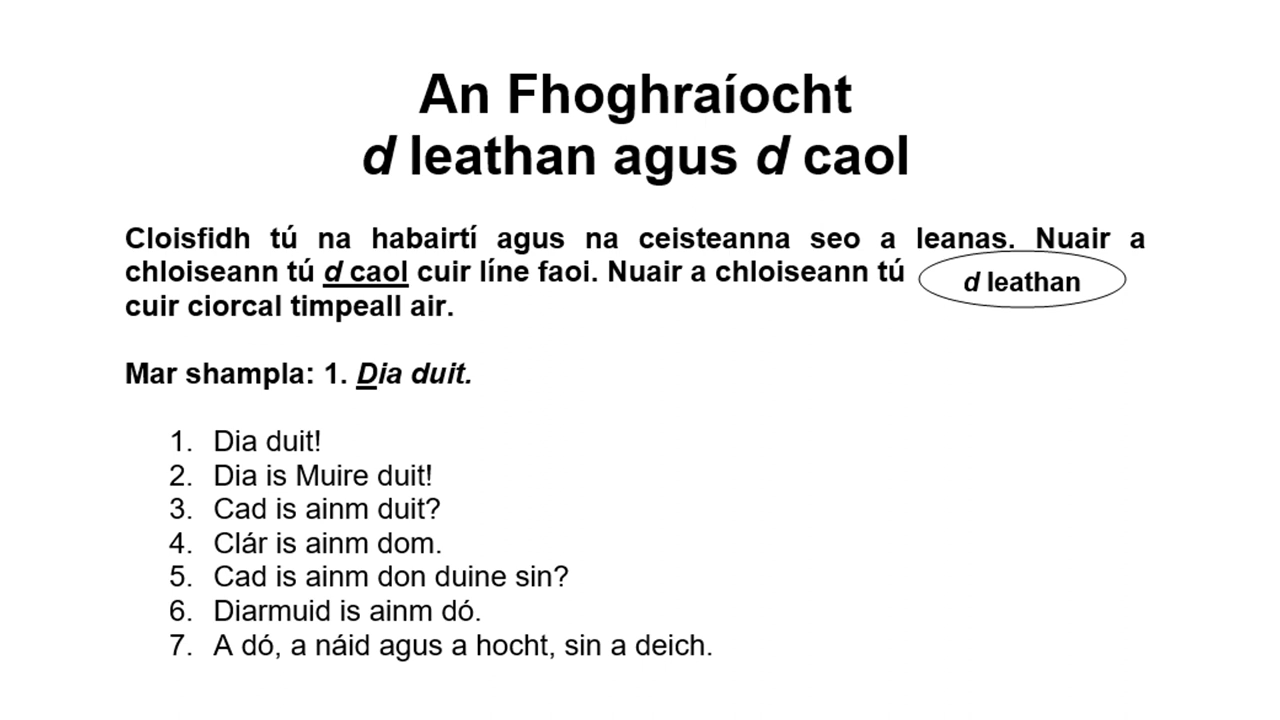 An Fhoghraíocht
d leathan agus d caol
Cloisfidh tú na habairtí agus na ceisteanna seo a leanas. Nuair a
chloiseann tú d caol cuir líne faoi. Nuair a chloiseann tú d leathan
cuir ciorcal timpeall air.
Mar shampla: 1. Dia duit.
1. Dia duit!
2. Dia is Muire duit!
3. Cad is ainm duit?
4. Clár is ainm dom.
5. Cad is ainm don duine sin?
6. Diarmuid is ainm dó.
7. A dó, a náid agus a hocht, sin a deich.